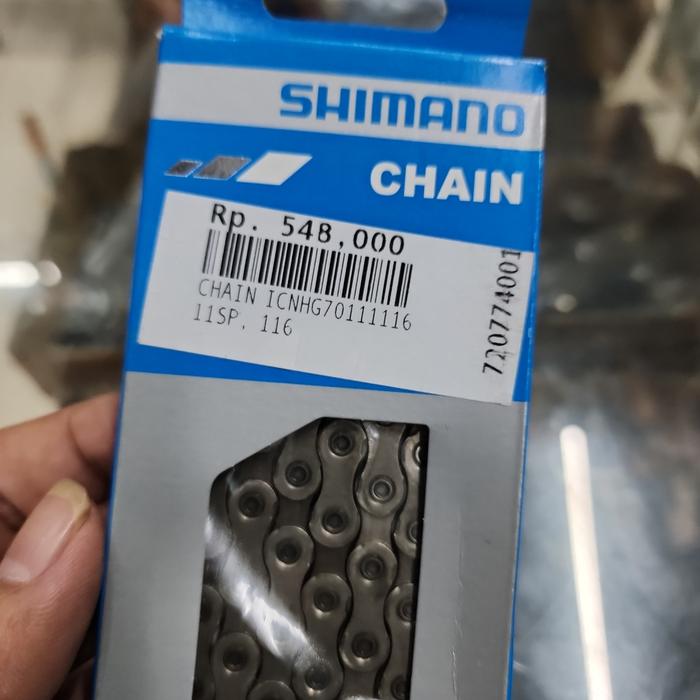 SHIMANO
CHAIN
Rp. 548,000
CHAIN ICNHG70111116
11SP, 116
720774001